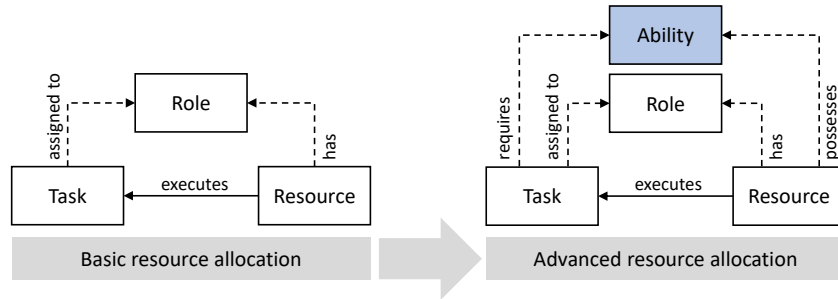 Role
assigned to
has
Task
executes
Resource
Basic resource allocation
Ability
Role
requires
assigned to
has
possesses
Task
executes
Resource
Advanced resource allocation